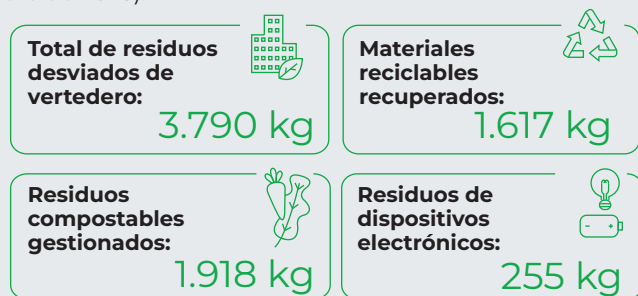 Total de residuos
desviados de
vertedero:
3.790 kg
Materiales
reciclables
recuperados:
1.617 kg
Residuos
compostables
gestionados:
1.918 kg
Residuos de
dispositivos
electrónicos:
255 kg